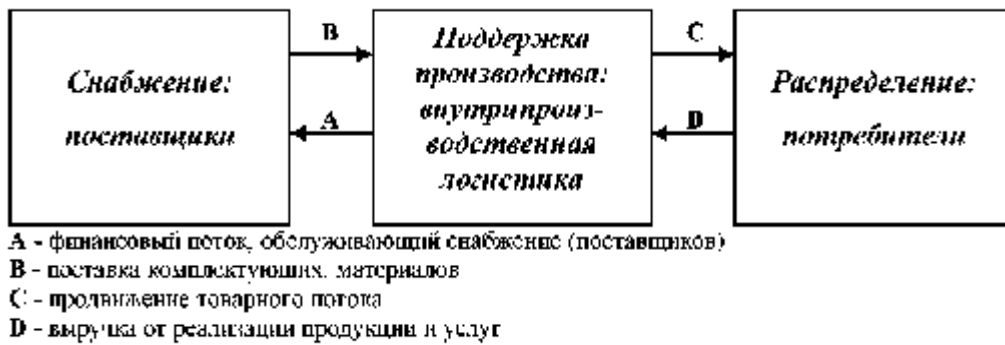 Снабжение:
поставщики
B
A
Поддержка
производства:
внутрипроиз-
водственная
логистика
C
D
Распределение:
потребители
A - финансовый поток, обслуживающий снабжение (поставщиков)
B - поставка комплектующих, материалов
C - продвижение товарного потока
D - выручка от реализации продукции и услуг